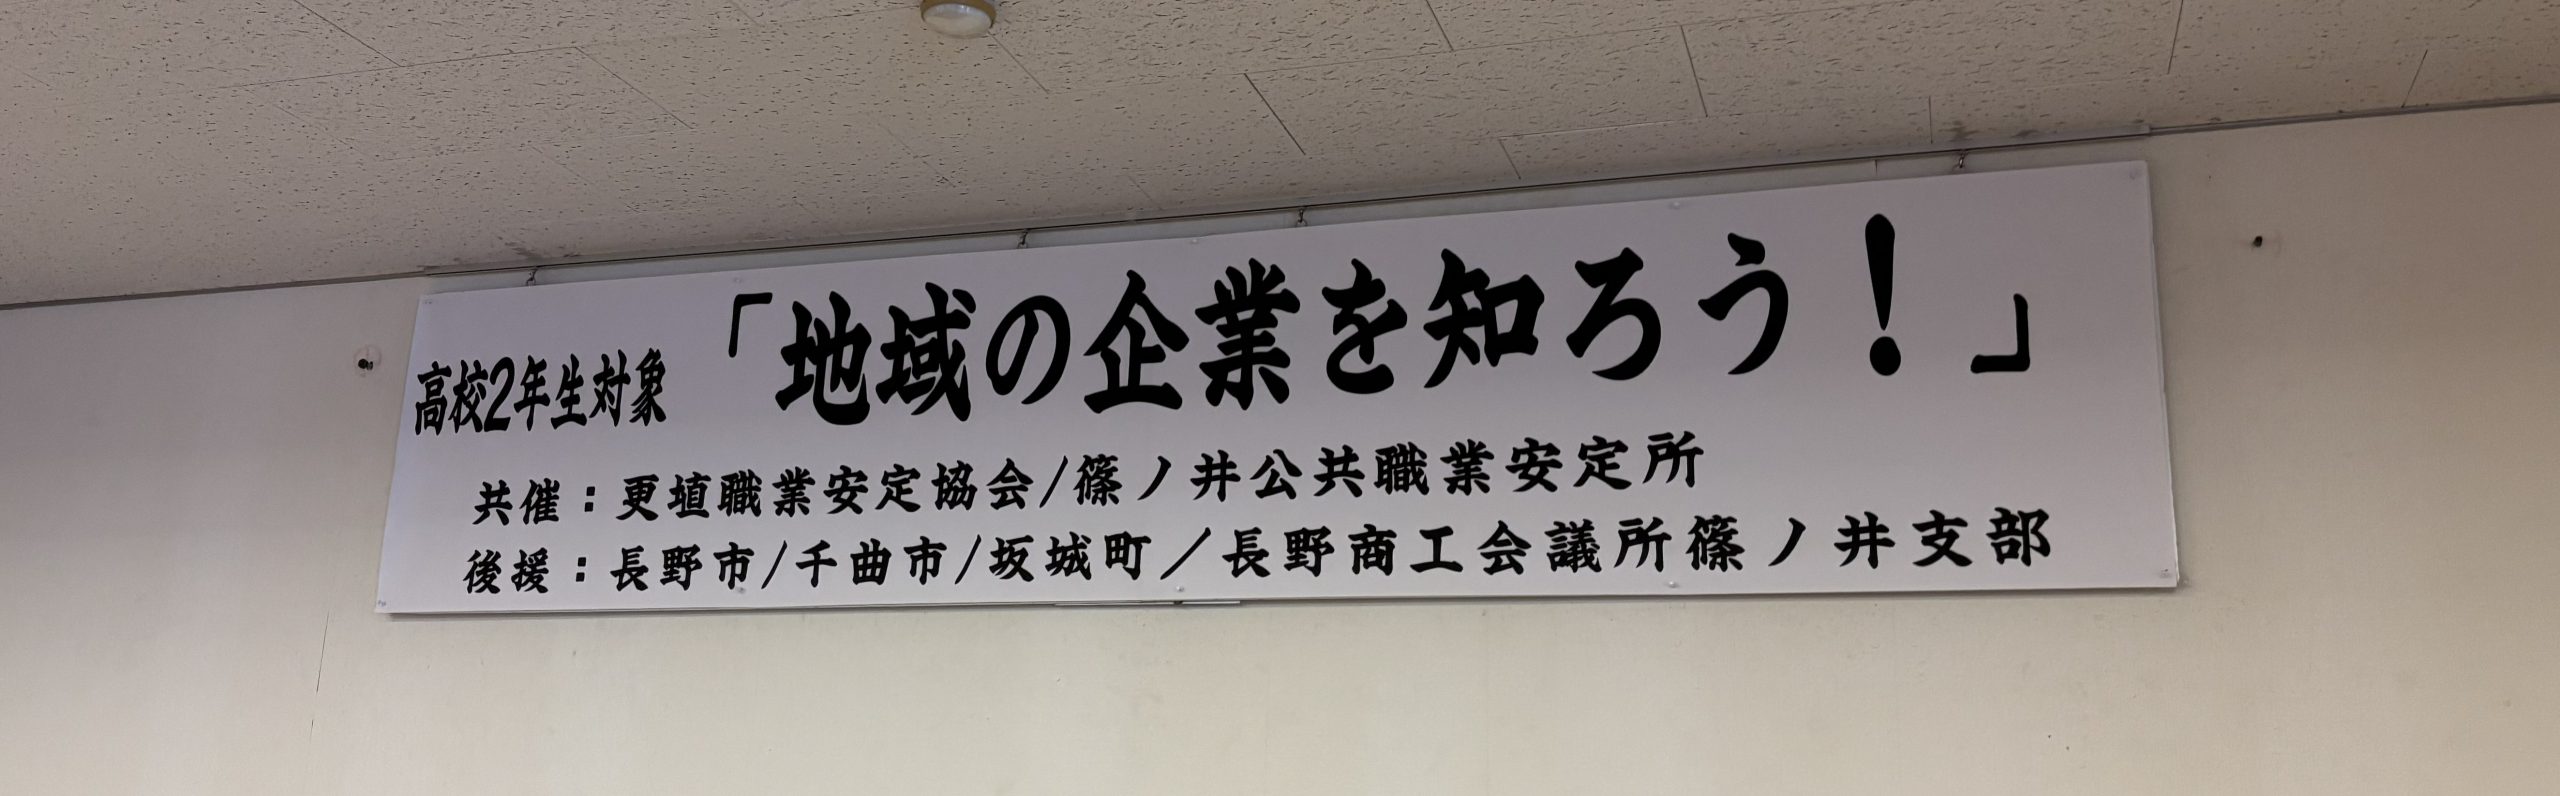 高校2年生対象 「地域の企業を知ろう！」
共催：更埴職業安定協会/篠ノ井公共職業安定所
後援：長野市/千曲市/坂城町／長野商工会議所篠ノ井支部